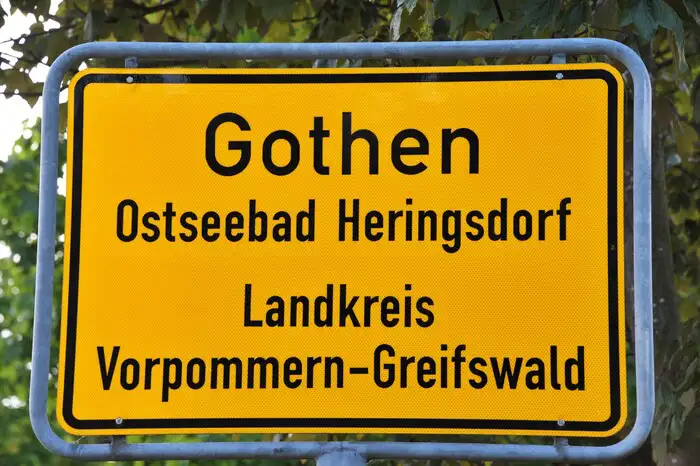 Gothen
Ostseebad Heringsdorf
Landkreis
Vorpommern-Greifswald